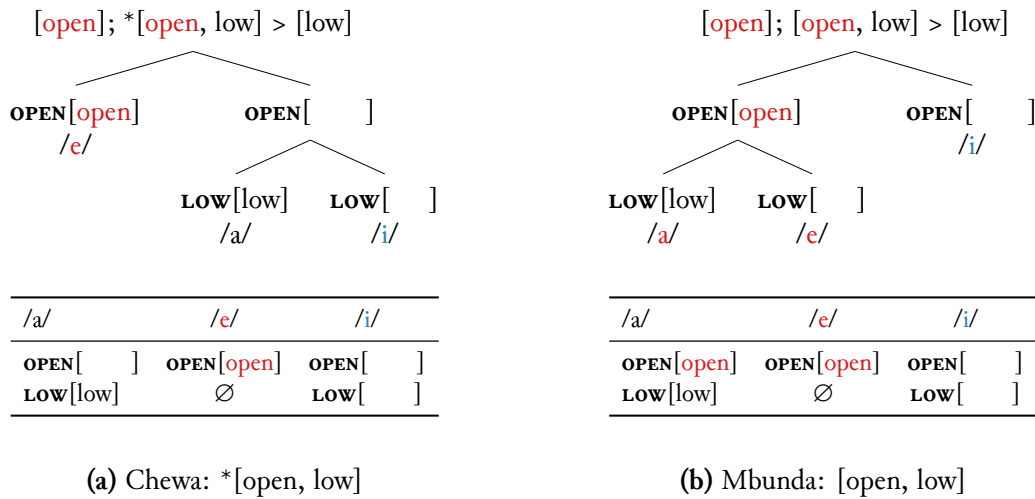 [open]; *[open, low] > [low]
OPEN[open] OPEN[ ]
/e/
LOW[low] LOW[ ]
/a/ /i/
/a/ /e/ /i/
OPEN[ ] OPEN[open] OPEN[ ]
LOW[low] ∅ LOW[ ]
(a) Chewa: *[open, low]
[open]; [open, low] > [low]
OPEN[open] OPEN[ ]
/i/
LOW[low] LOW[ ]
/a/ /e/
/a/ /e/ /i/
OPEN[open] OPEN[open] OPEN[ ]
LOW[low] ∅ LOW[ ]
(b) Mbunda: [open, low]